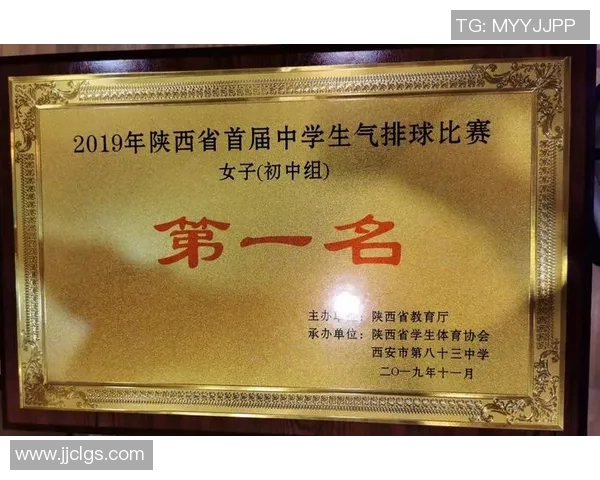 TG: MYYJJPP
2019年陕西省首届中学生气排球比赛
女子(初中组)
第一名
主办单位：陕西省教育厅
承办单位：陕西省学生体育协会
西安市第八十三中学
二〇一九年十一月
www.jjclgs.com